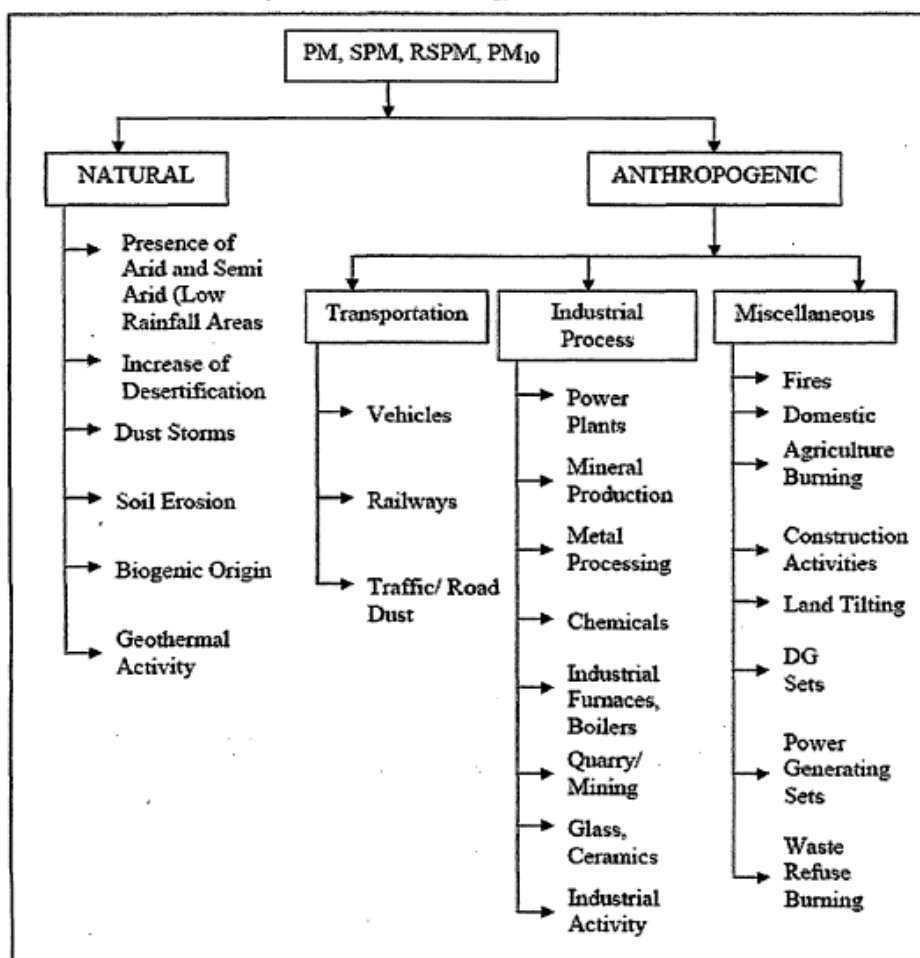 PM, SPM, RSPM, PM₁₀
NATURAL
ANTHROPOGENIC
Presence of
Arid and Semi
Arid (Low
Rainfall Areas
Increase of
Desertification
Dust Storms
Soil Erosion
Biogenic Origin
Geothermal
Activity
Transportation
Vehicles
Railways
Traffic/ Road
Dust
Industrial
Process
Power
Plants
Mineral
Production
Metal
Processing
Chemicals
Industrial
Furnaces,
Boilers
Quarry/
Mining
Glass,
Ceramics
Industrial
Activity
Miscellaneous
Fires
Domestic
Agriculture
Burning
Construction
Activities
Land Tilting
DG
Sets
Power
Generating
Sets
Waste
Refuse
Burning